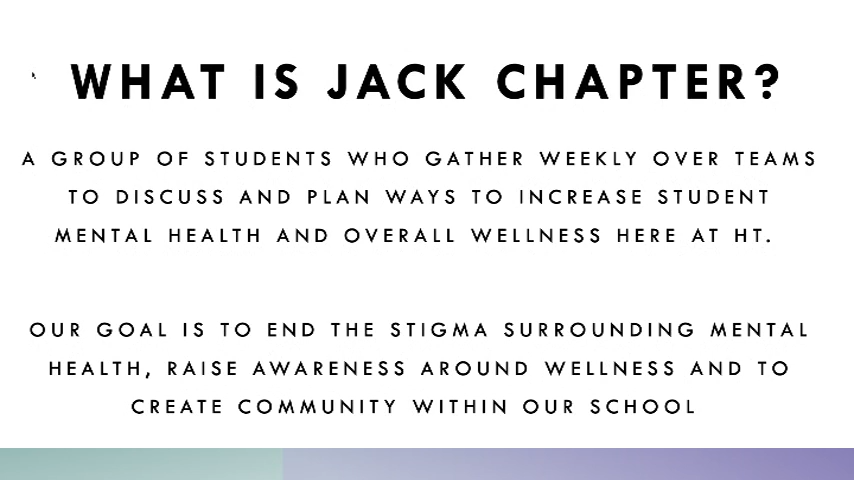 WHAT IS JACK CHAPTER?
A GROUP OF STUDENTS WHO GATHER WEEKLY OVER TEAMS
TO DISCUSS AND PLAN WAYS TO INCREASE STUDENT
MENTAL HEALTH AND OVERALL WELLNESS HERE AT HT.
OUR GOAL IS TO END THE STIGMA SURROUNDING MENTAL
HEALTH, RAISE AWARENESS AROUND WELLNESS AND TO
CREATE COMMUNITY WITHIN OUR SCHOOL